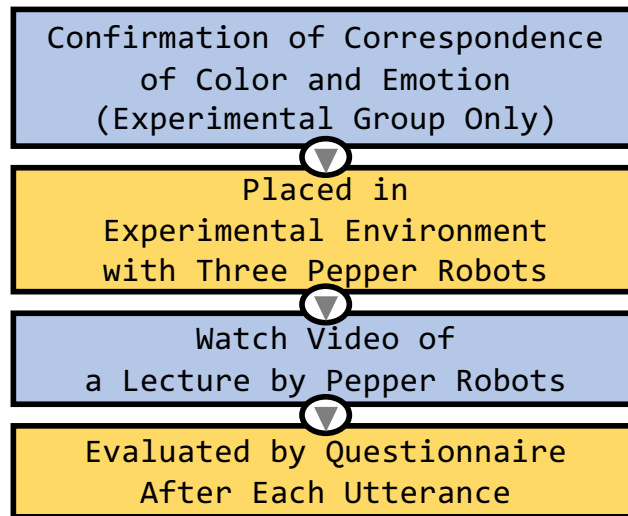 Confirmation of Correspondence
of Color and Emotion
(Experimental Group Only)
Placed in
Experimental Environment
with Three Pepper Robots
Watch Video of
a Lecture by Pepper Robots
Evaluated by Questionnaire
After Each Utterance